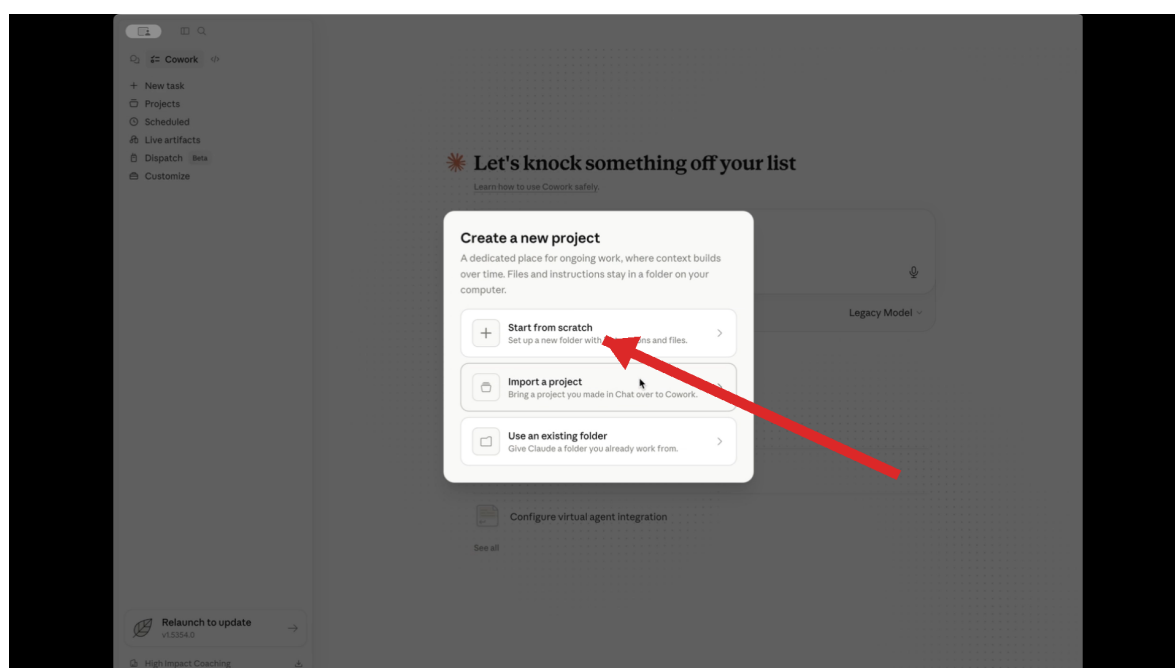 Cowork
New task
Projects
Scheduled
Live artifacts
Dispatch Beta
Customize
Let's knock something off your list
Learn how to use Cowork safely.
Create a new project
A dedicated place for ongoing work, where context builds
over time. Files and instructions stay in a folder on your
computer.
Start from scratch
Set up a new folder with ns and files.
Import a project
Bring a project you made in Chat over to Cowork.
Use an existing folder
Give Claude a folder you already work from.
Legacy Model
Configure virtual agent integration
See all
Relaunch to update
v1.5354.0
High Impact Coaching